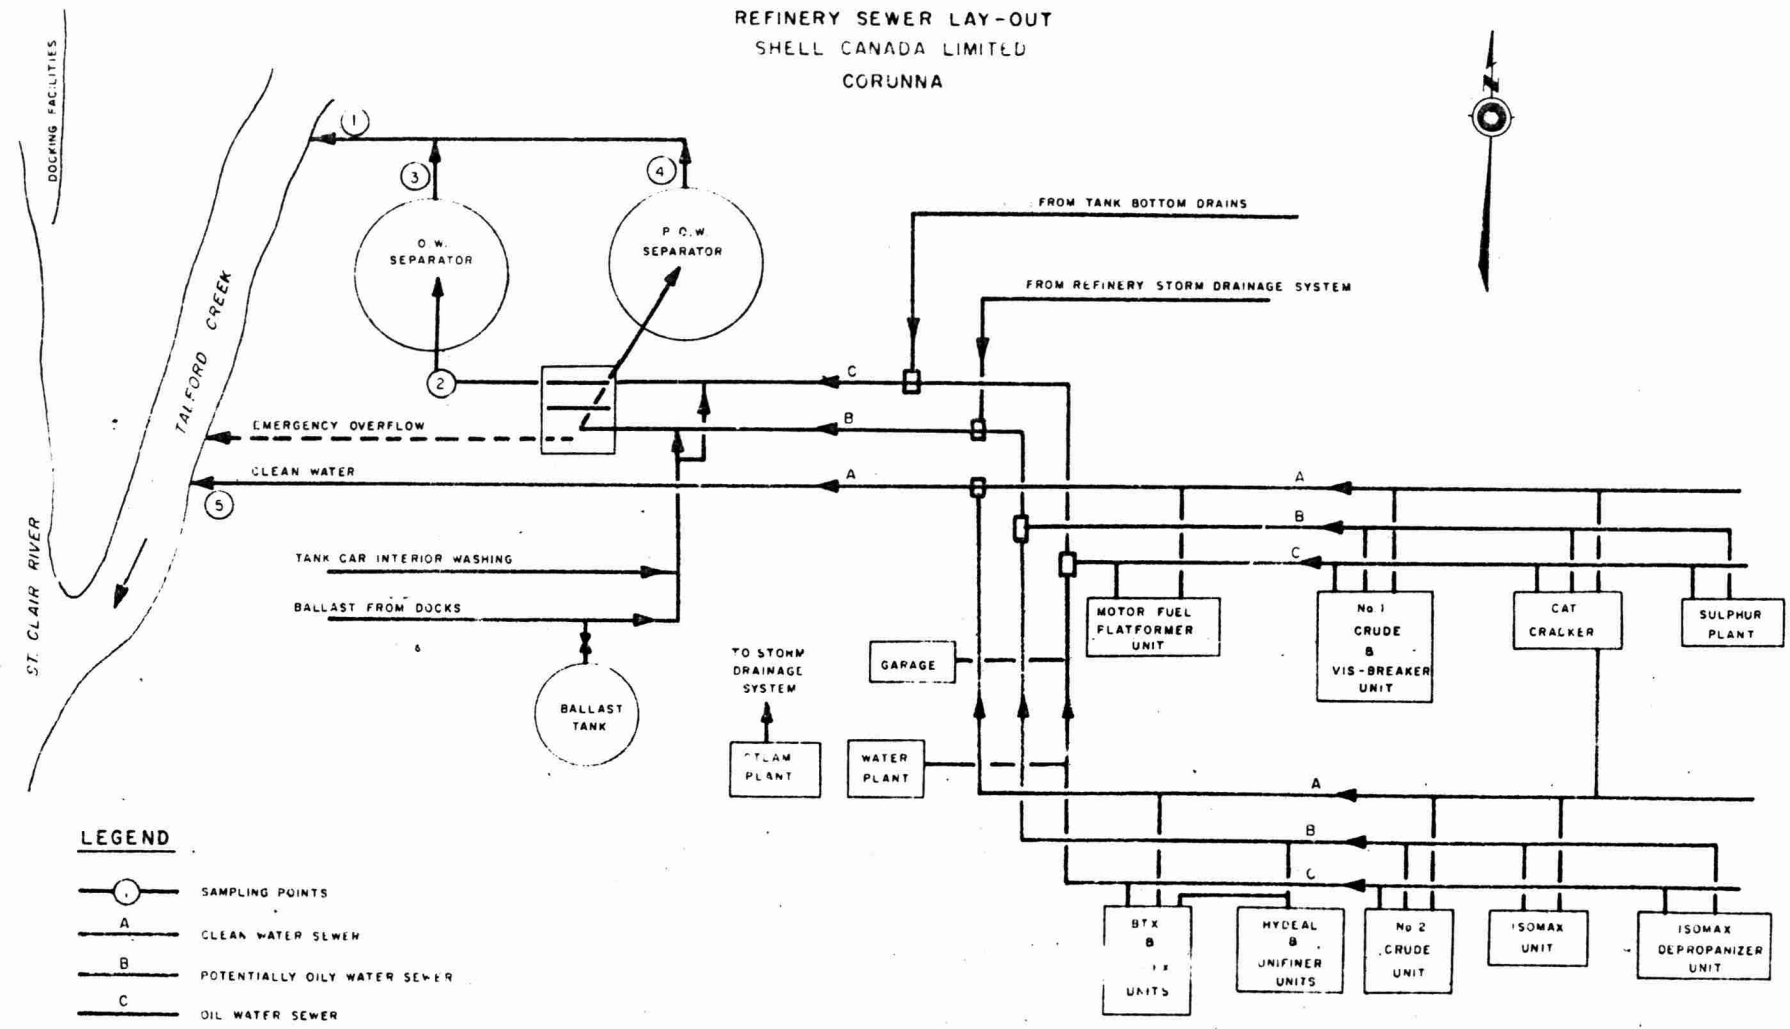 REFINERY SEWER LAY-OUT
SHELL CANADA LIMITED
CORUNNA
DOCKING FACILITIES
N
1
3
4
O.W.
SEPARATOR
P.O.W.
SEPARATOR
FROM TANK BOTTOM DRAINS
FROM REFINERY STORM DRAINAGE SYSTEM
TALFORD CREEK
2
C
B
EMERGENCY OVERFLOW
CLEAN WATER
A
5
A
B
C
ST. CLAIR RIVER
TANK CAR INTERIOR WASHING
BALLAST FROM DOCKS
BALLAST
TANK
TO STORM
DRAINAGE
SYSTEM
PLANT
GARAGE
WATER
PLANT
MOTOR FUEL
FLATFORMER
UNIT
No. 1
CRUDE
&
VIS-BREAKER
UNIT
CAT
CRACKER
SULPHUR
PLANT
A
B
C
BTX
&
UNITS
HYDEAL
&
UNIFINER
UNITS
No 2
CRUDE
UNIT
ISOMAX
UNIT
ISOMAX
DEPROPANIZER
UNIT
LEGEND
SAMPLING POINTS
A
CLEAN WATER SEWER
B
POTENTIALLY OILY WATER SEWER
C
OIL WATER SEWER